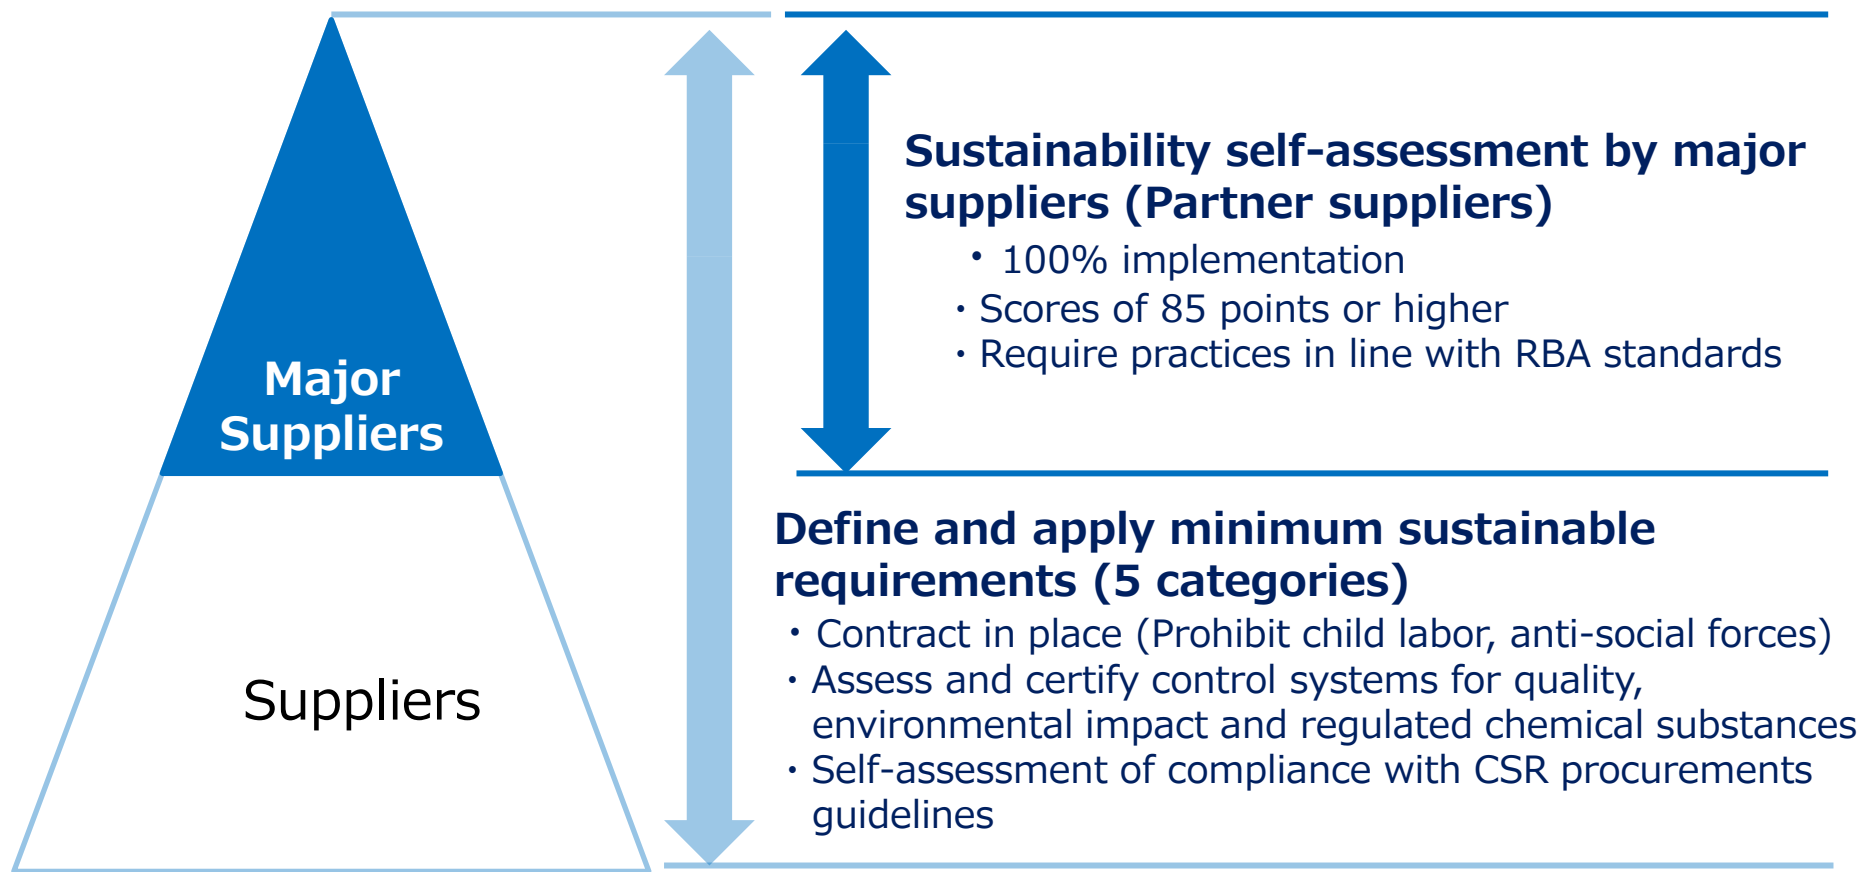 Major
Suppliers
Suppliers
Sustainability self-assessment by major
suppliers (Partner suppliers)
・100% implementation
・Scores of 85 points or higher
・Require practices in line with RBA standards
Define and apply minimum sustainable
requirements (5 categories)
・Contract in place (Prohibit child labor, anti-social forces)
・Assess and certify control systems for quality,
environmental impact and regulated chemical substances
・Self-assessment of compliance with CSR procurements
guidelines